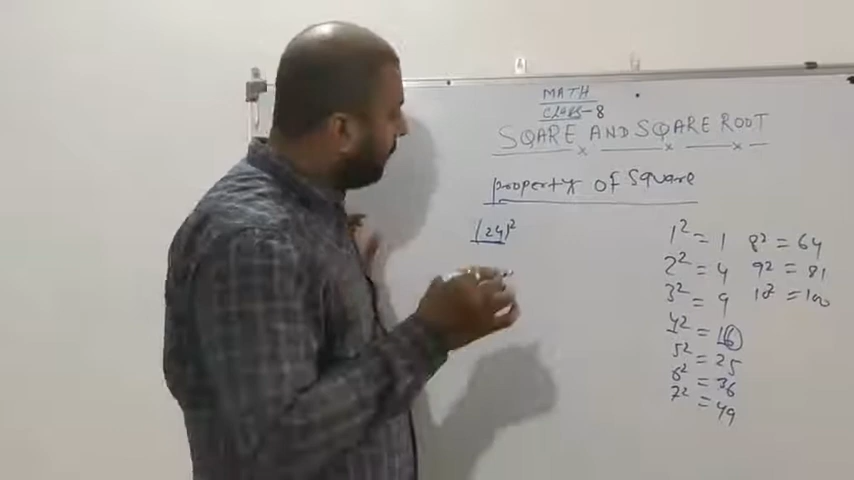 MATH
CLASS-8
SQARE AND SQARE ROOT
property of Square
(24)²
1² = 1
2² = 4
3² = 9
4² = 16
5² = 25
6² = 36
7² = 49
8² = 64
9² = 81
10² = 100